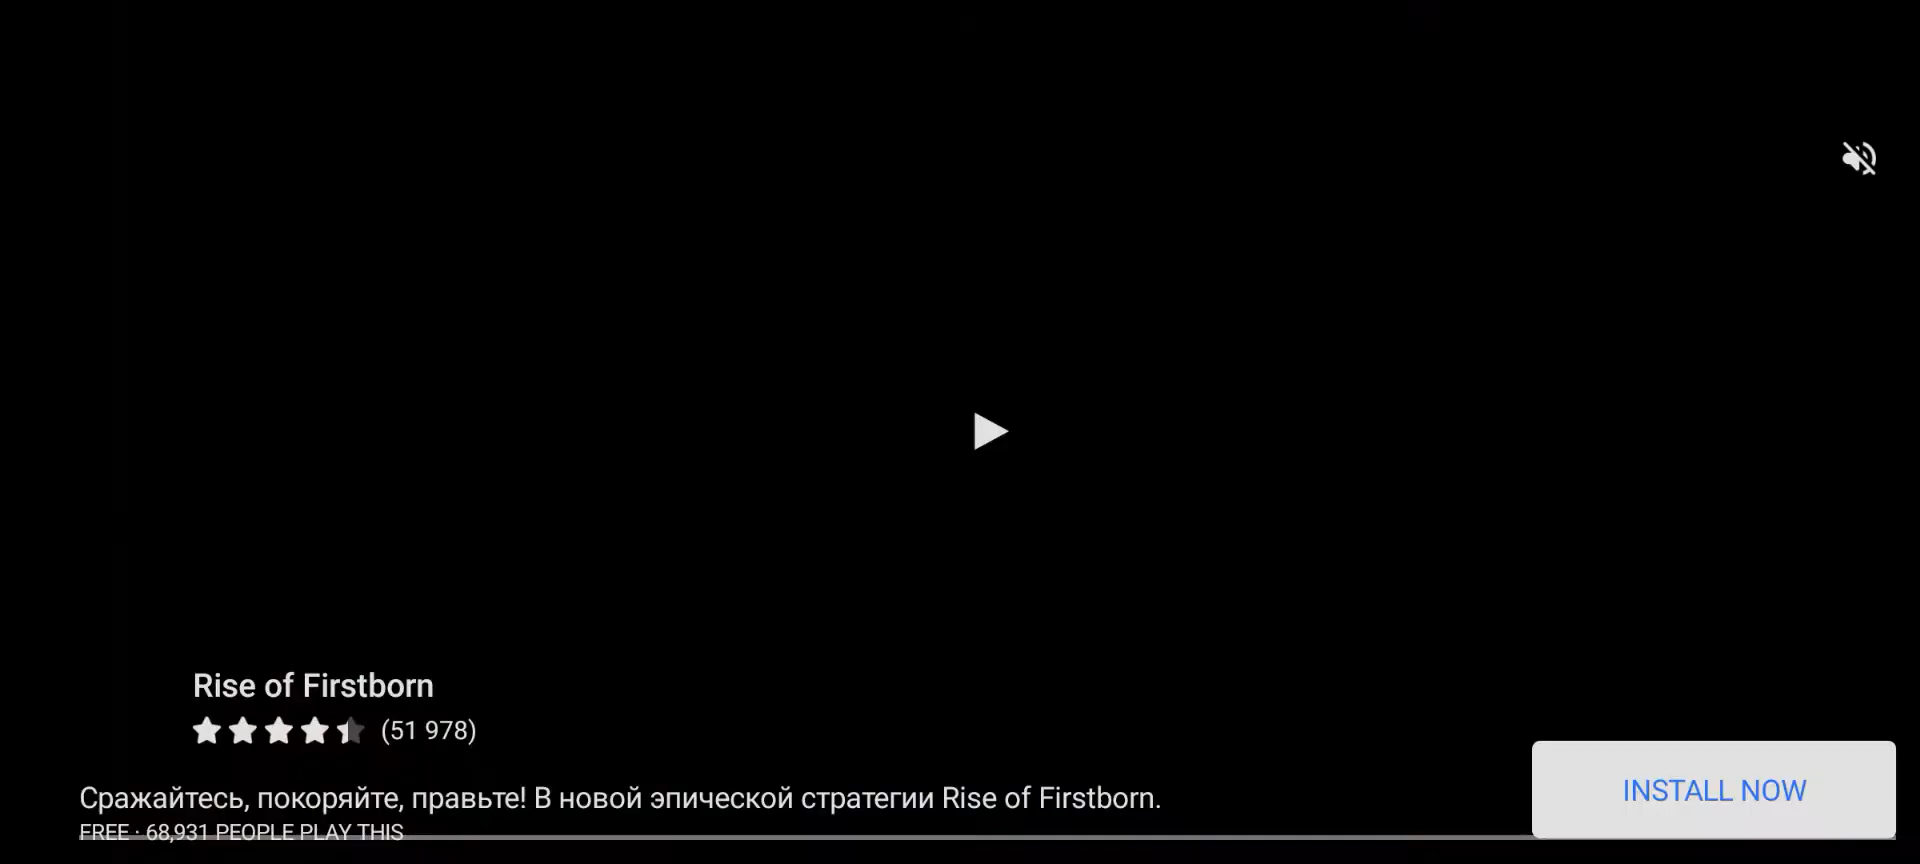 Rise of Firstborn
(51 978)
Сражайтесь, покоряйте, правьте! В новой эпической стратегии Rise of Firstborn.
INSTALL NOW
FREE · 68,931 PEOPLE PLAY THIS